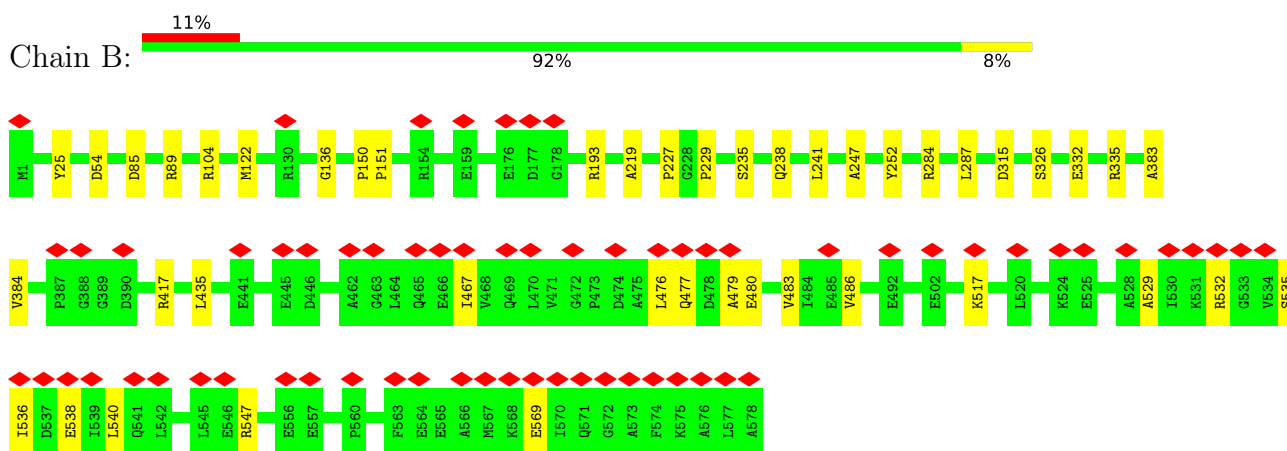 11%
Chain B:
92% 8%
M1 Y25 D54 D85 R89 R104 M122 R130 G136 P150 P151 R154 E159 E176 D177 G178 R193 A219 P227 G228 P229 S235 Q238 L241 A247 Y252 R284 L287 D315 S326 E332 R335 A383
V384 P387 G388 G389 D390 R417 L435 E441 E445 D446 A462 G463 L464 Q465 E466 I467 V468 Q469 L470 V471 G472 P473 D474 A475 L476 Q477 D478 A479 E480 V483 I484 E485 V486 E492 E502 K517 L520 K524 E525 A528 A529 I530 K531 R532 G533 V534 S535
I536 D537 E538 I539 L540 Q541 L542 L545 E546 R547 E556 E557 P560 F563 E564 E565 A566 M567 K568 E569 I570 Q571 G572 A573 F574 K575 A576 L577 A578